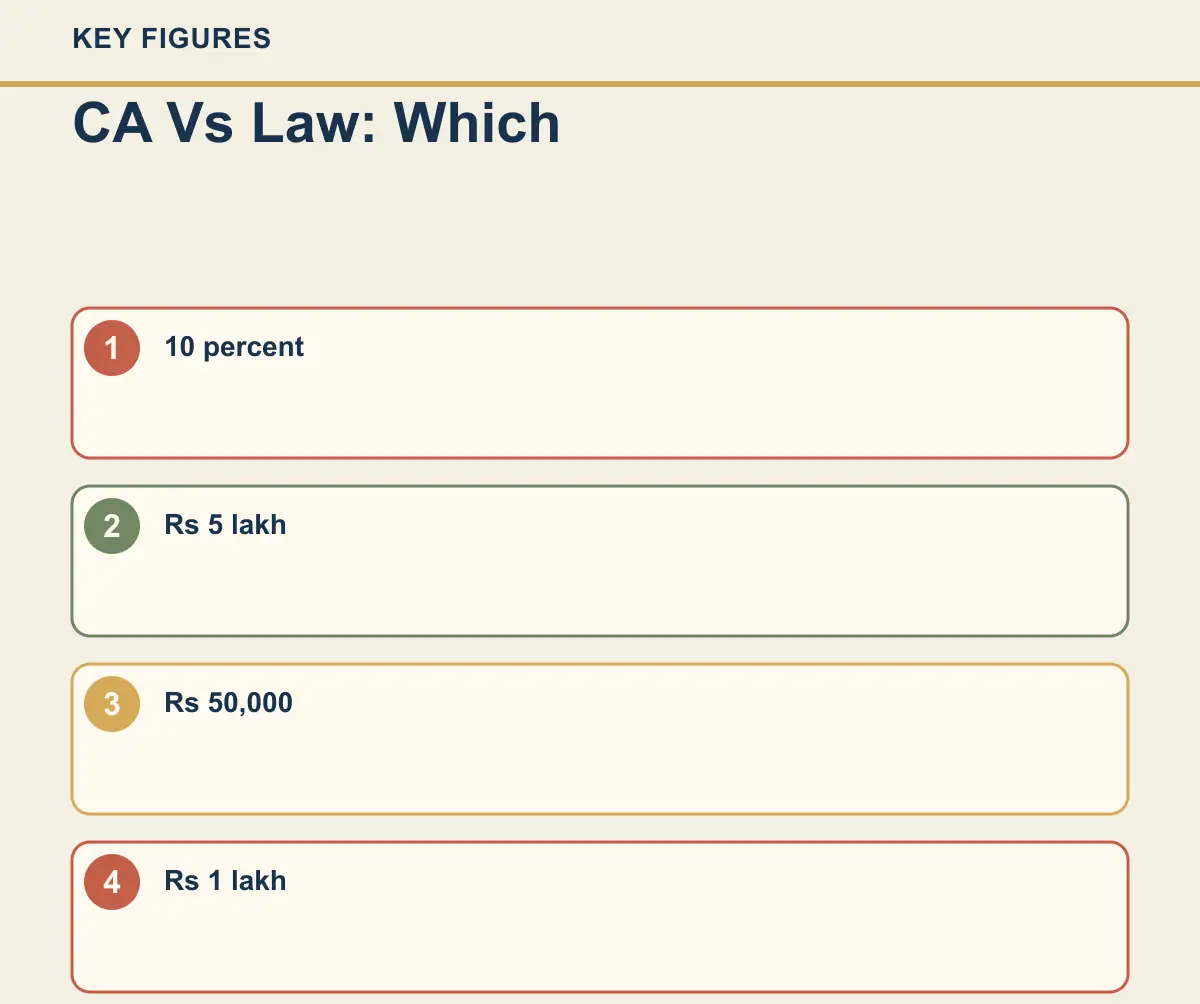 KEY FIGURES
CA Vs Law: Which
1 10 percent
2 Rs 5 lakh
3 Rs 50,000
4 Rs 1 lakh